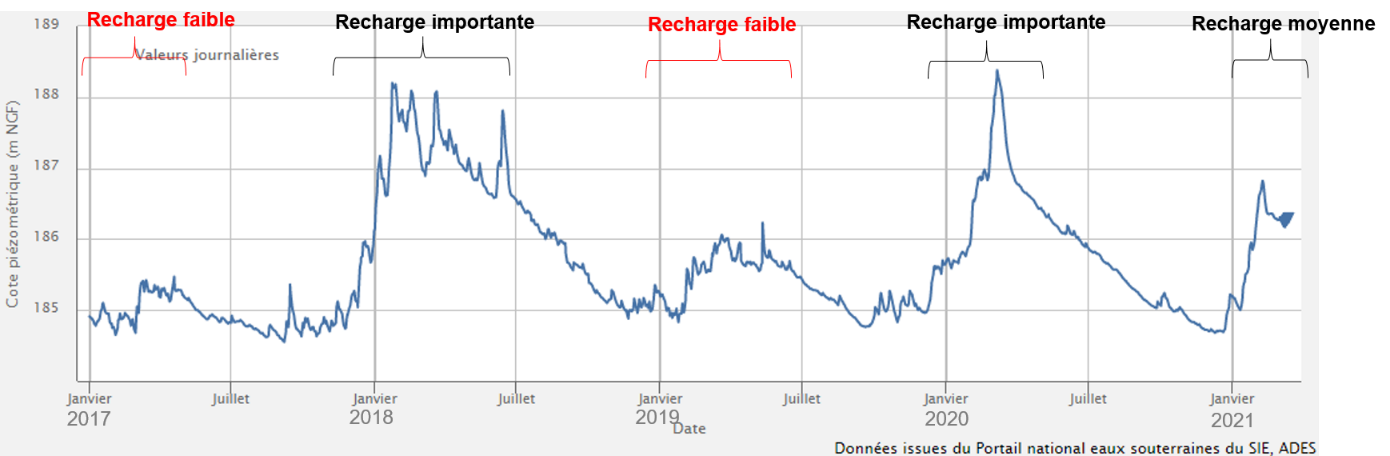 Recharge faible
Recharge importante
Recharge faible
Recharge importante
Recharge moyenne
Valeurs journalières
189
188
187
186
185
Cote piézométrique (m NGF)
Janvier
Juillet
Janvier
Juillet
Janvier
Juillet
Janvier
Juillet
Janvier
2017
2018
2019
2020
2021
Date
Données issues du Portail national eaux souterraines du SIE, ADES